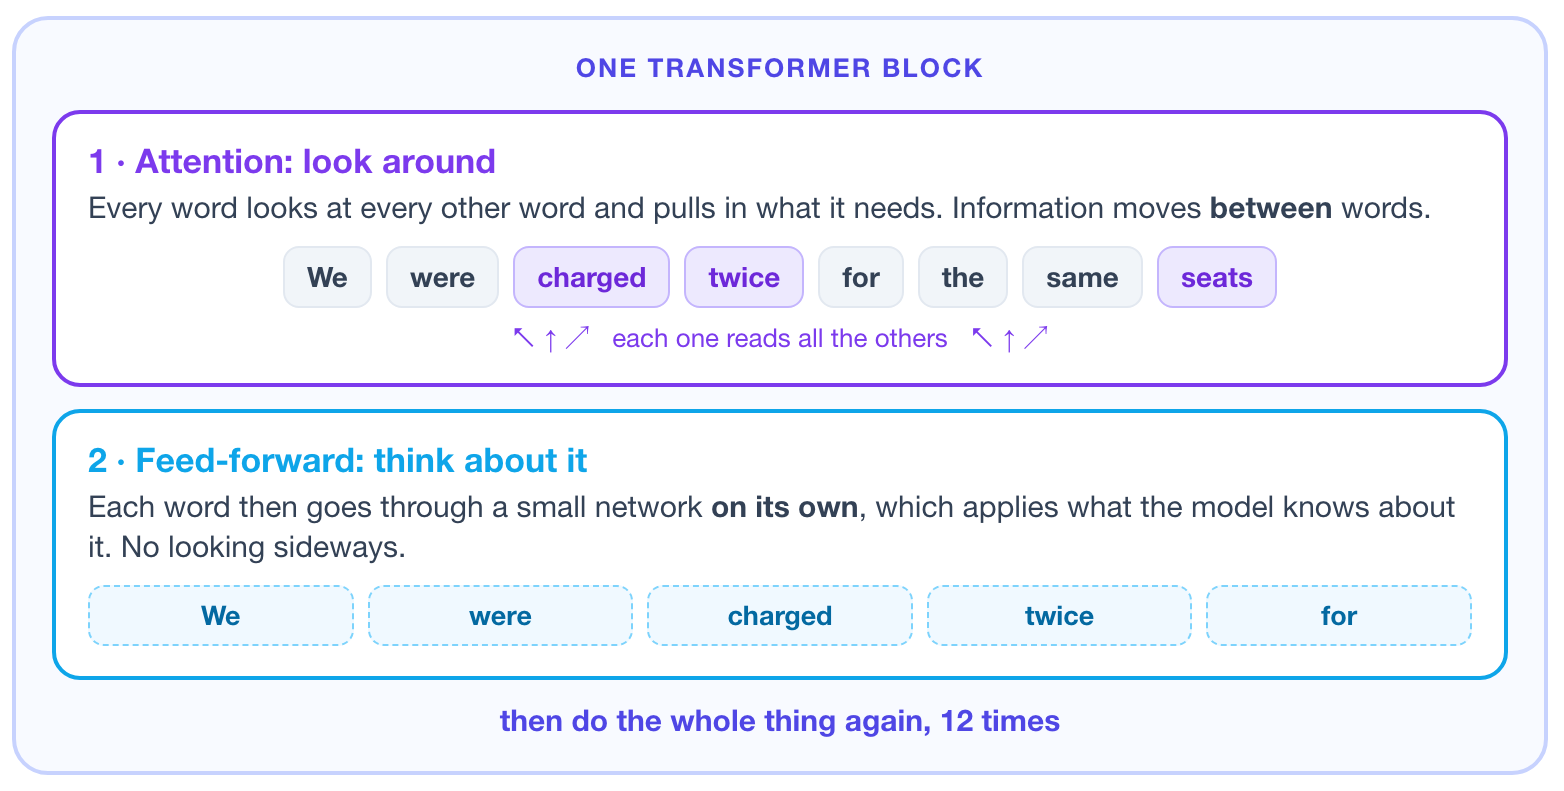 ONE TRANSFORMER BLOCK
1 · Attention: look around
Every word looks at every other word and pulls in what it needs. Information moves between words.
We were charged twice for the same seats
↖ ↑ ↗ each one reads all the others ↖ ↑ ↗
2 · Feed-forward: think about it
Each word then goes through a small network on its own, which applies what the model knows about
it. No looking sideways.
We were charged twice for
then do the whole thing again, 12 times